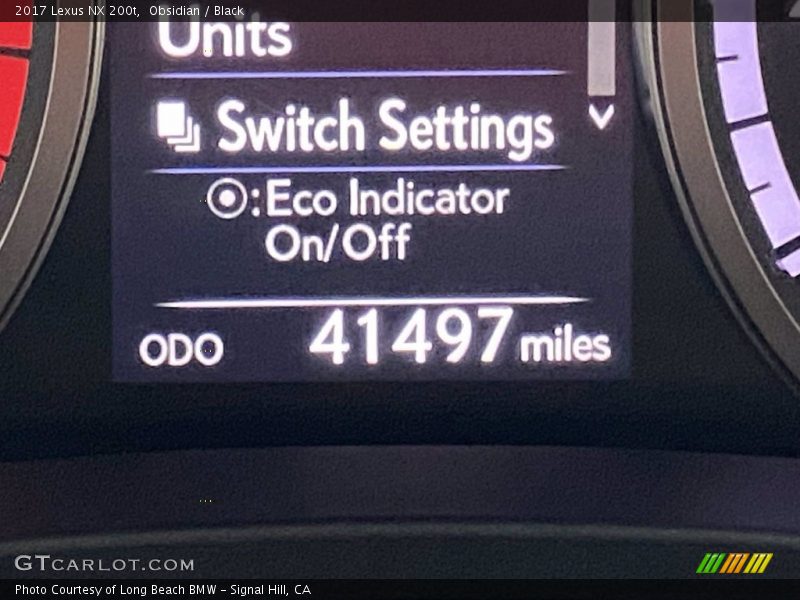 2017 Lexus NX 200t, Obsidian / Black
Units
Switch Settings
:Eco Indicator
On/Off
ODO 41497 miles
GTCARLOT.COM
Photo Courtesy of Long Beach BMW - Signal Hill, CA